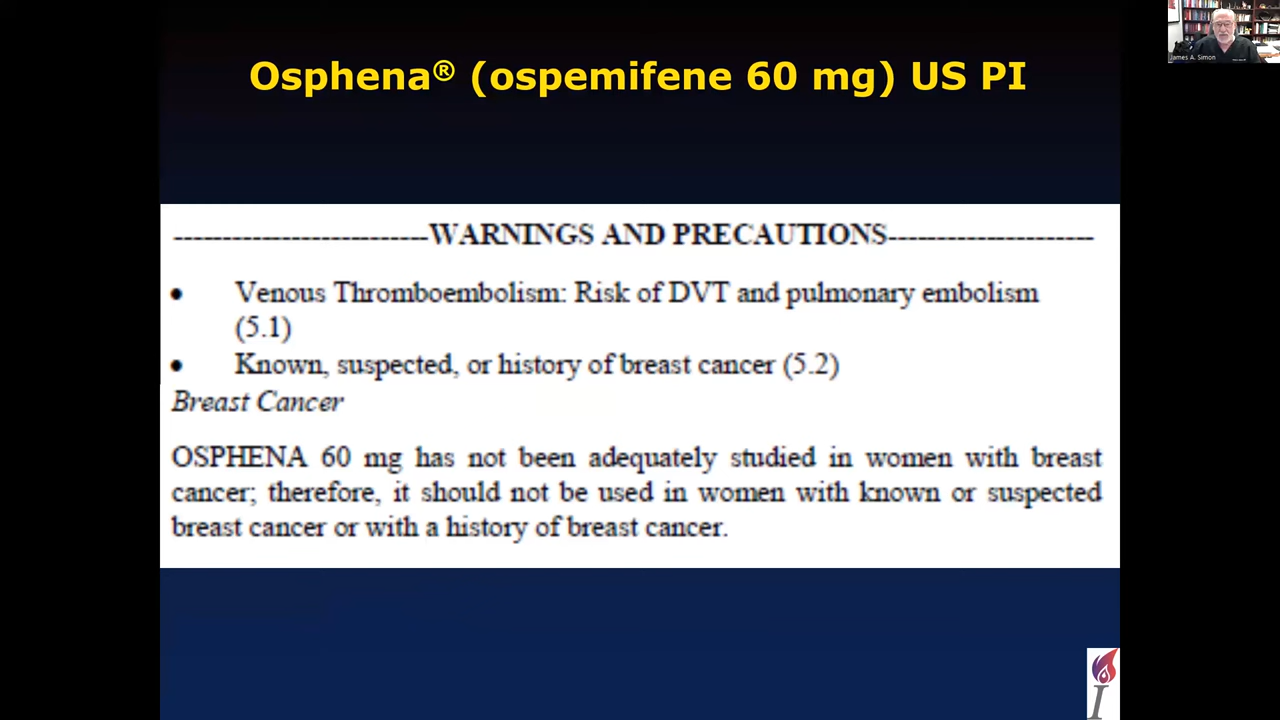 James A. Simon
Osphena® (ospemifene 60 mg) US PI
---------------------------WARNINGS AND PRECAUTIONS----------------------
• Venous Thromboembolism: Risk of DVT and pulmonary embolism
(5.1)
• Known, suspected, or history of breast cancer (5.2)
Breast Cancer
OSPHENA 60 mg has not been adequately studied in women with breast
cancer; therefore, it should not be used in women with known or suspected
breast cancer or with a history of breast cancer.
I